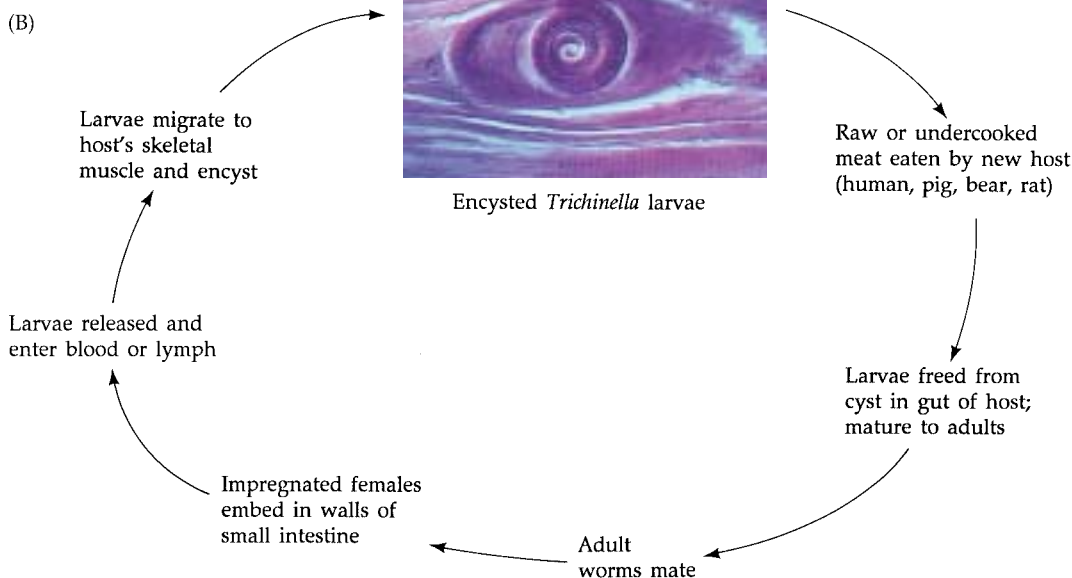 (B)
Encysted Trichinella larvae
Raw or undercooked
meat eaten by new host
(human, pig, bear, rat)
Larvae freed from
cyst in gut of host;
mature to adults
Adult
worms mate
Impregnated females
embed in walls of
small intestine
Larvae released and
enter blood or lymph
Larvae migrate to
host's skeletal
muscle and encyst